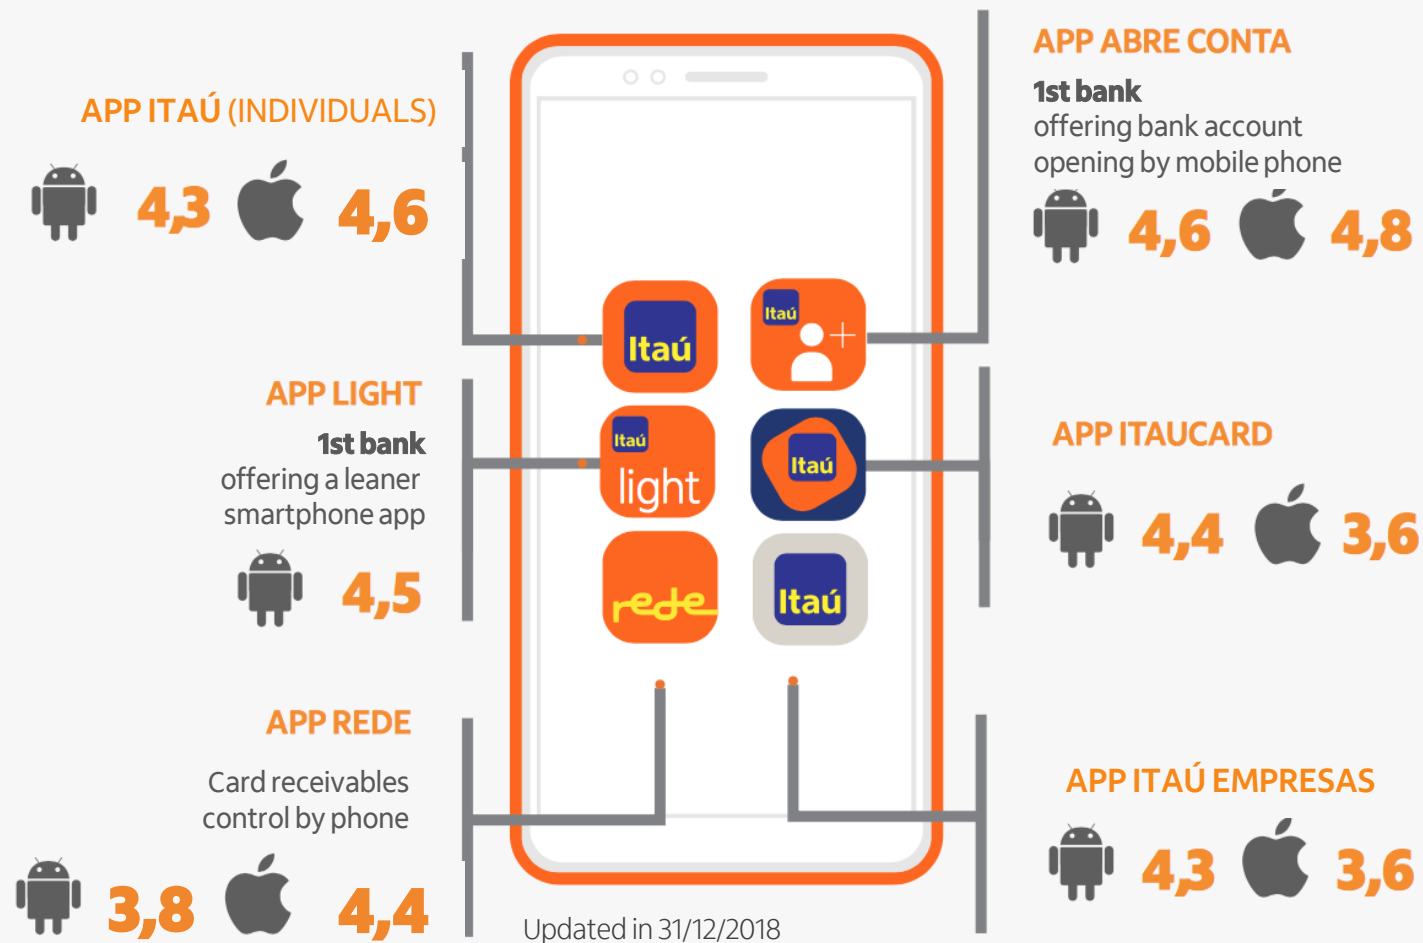 APP ITAÚ (INDIVIDUALS)
4,3 4,6
APP LIGHT
1st bank
offering a leaner
smartphone app
4,5
APP REDE
Card receivables
control by phone
3,8 4,4
Itaú
Itaú
Itaú
light
Itaú
rede
Itaú
Updated in 31/12/2018
APP ABRE CONTA
1st bank
offering bank account
opening by mobile phone
4,6 4,8
APP ITAUCARD
4,4 3,6
APP ITAÚ EMPRESAS
4,3 3,6